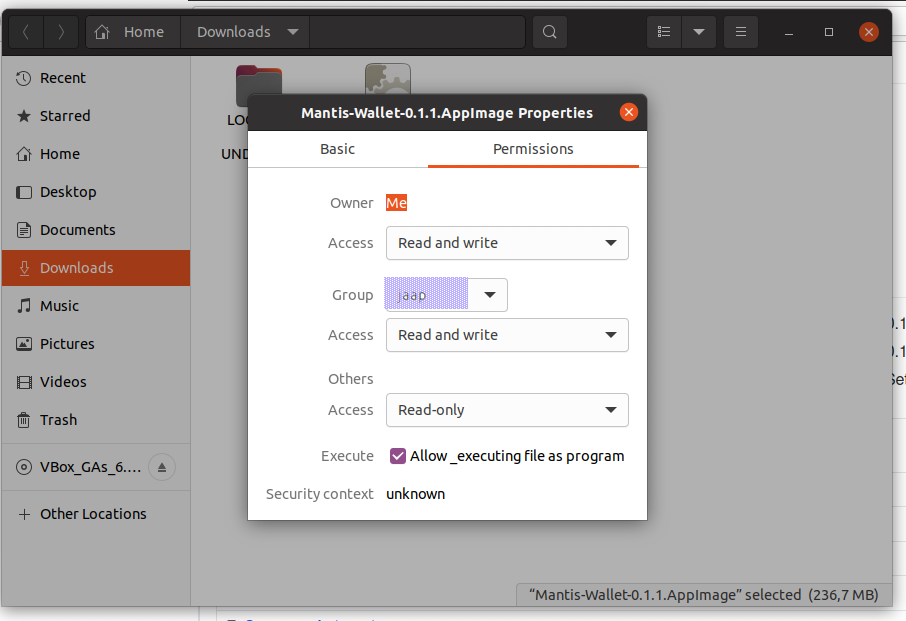 Home
Downloads
Recent
Starred
Home
Desktop
Documents
Downloads
Music
Pictures
Videos
Trash
VBox_GAs_6....
Other Locations
LOG
UND
Mantis-Wallet-0.1.1.AppImage Properties
Basic
Permissions
Owner Me
Access Read and write
Group jaap
Access Read and write
Others
Access Read-only
Execute Allow _executing file as program
Security context unknown
“Mantis-Wallet-0.1.1.AppImage” selected (236,7 MB)